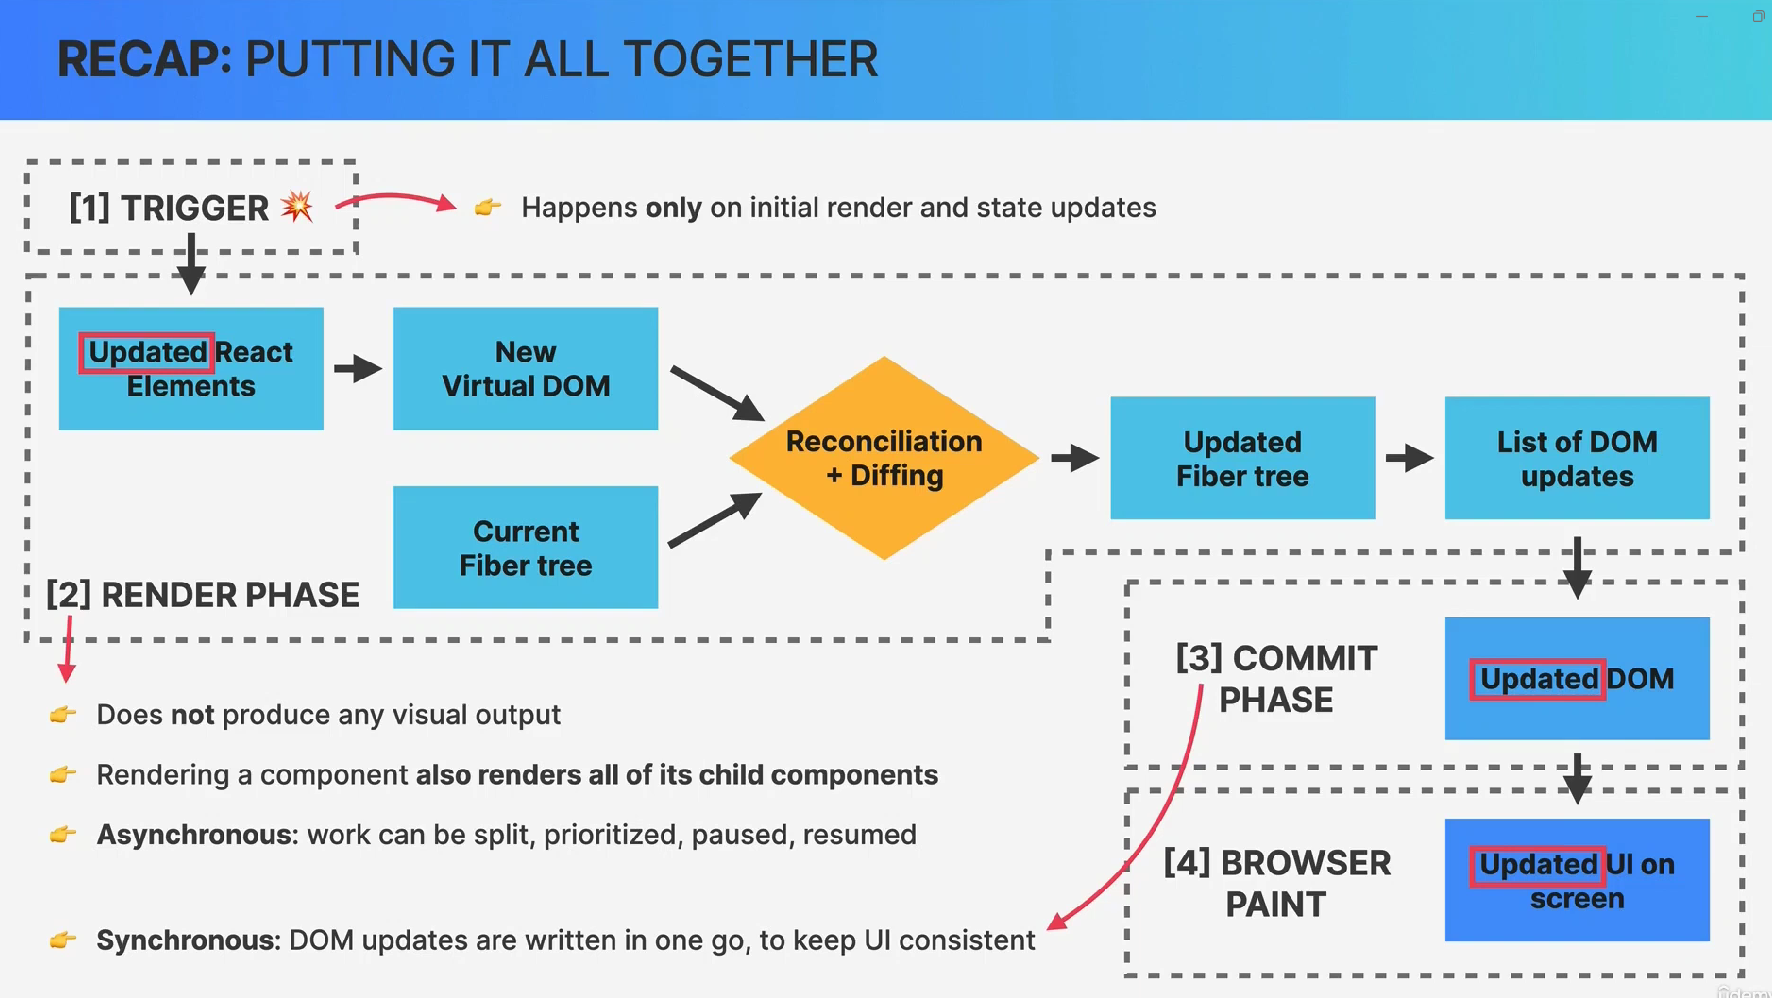 RECAP: PUTTING IT ALL TOGETHER
[1] TRIGGER 💥
👉 Happens only on initial render and state updates
Updated React
Elements
New
Virtual DOM
Current
Fiber tree
Reconciliation
+ Diffing
Updated
Fiber tree
List of DOM
updates
[2] RENDER PHASE
👉 Does not produce any visual output
👉 Rendering a component also renders all of its child components
👉 Asynchronous: work can be split, prioritized, paused, resumed
[3] COMMIT
PHASE
Updated DOM
👉 Synchronous: DOM updates are written in one go, to keep UI consistent
[4] BROWSER
PAINT
Updated UI on
screen